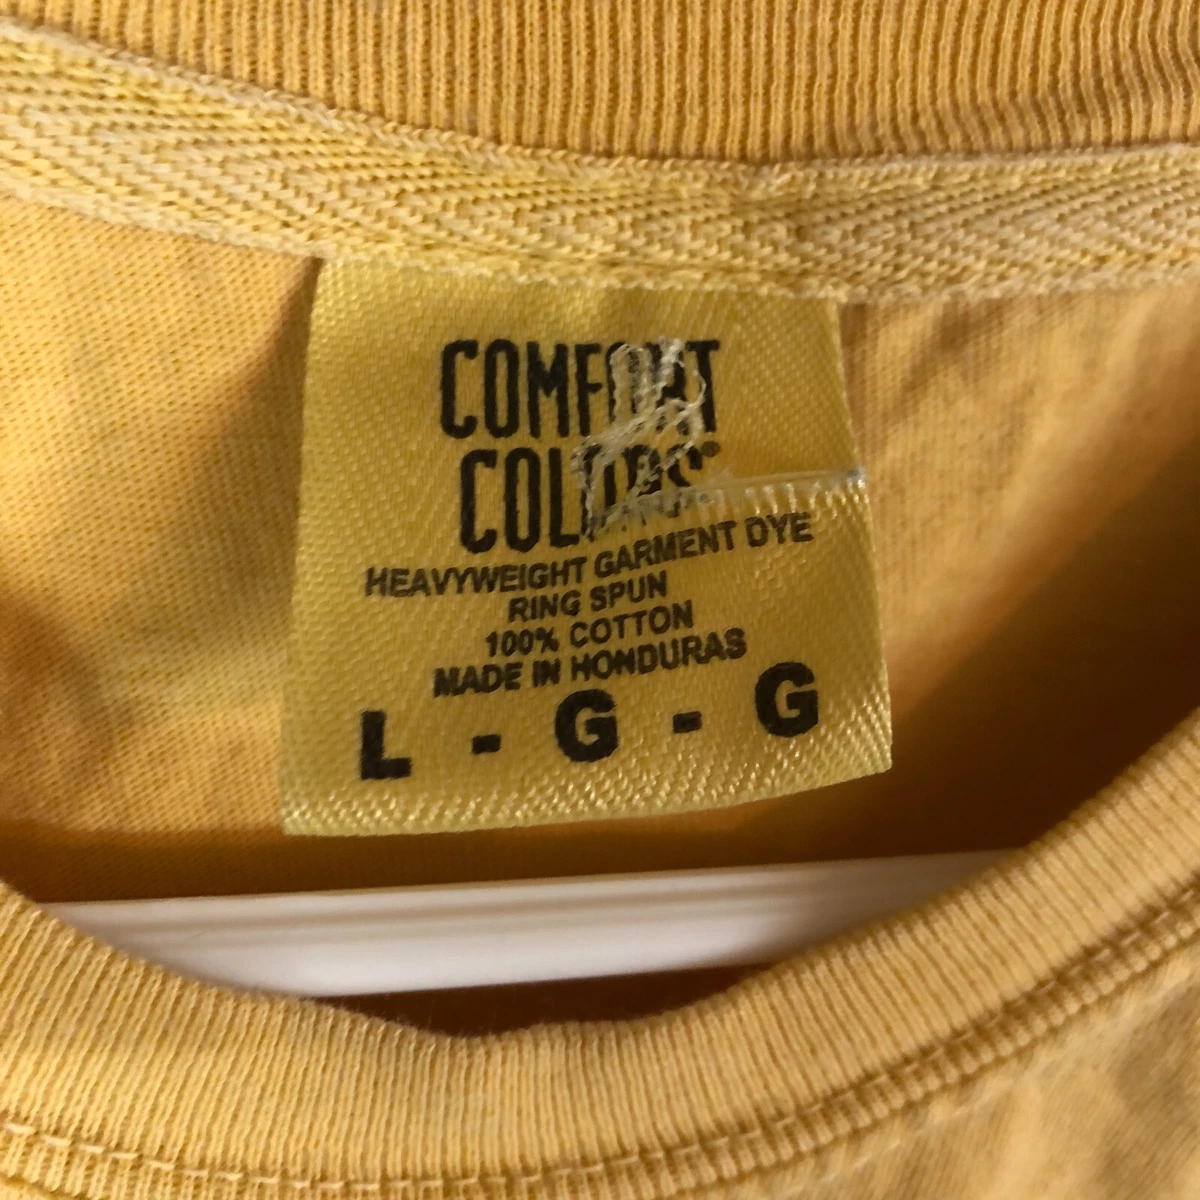 COMFORT
COLORS®
HEAVYWEIGHT GARMENT DYE
RING SPUN
100% COTTON
MADE IN HONDURAS
L - G - G